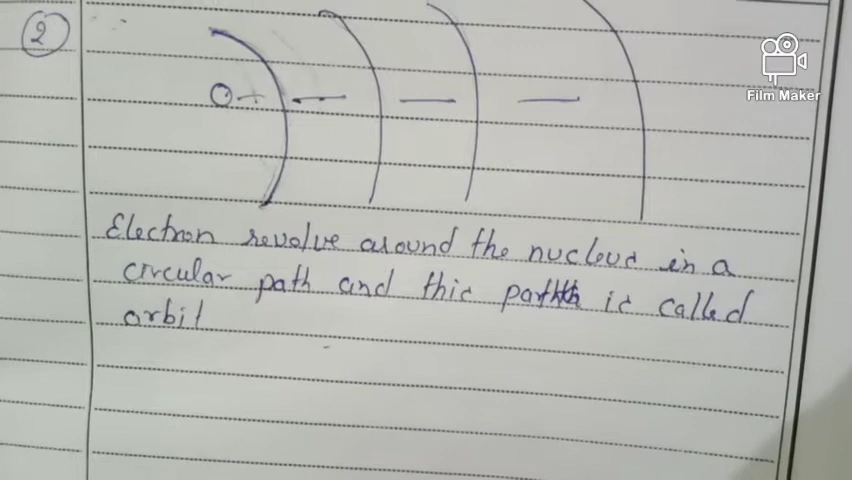 2
Film Maker
Electron revolve around the nucleus in a
circular path and this path is called
orbit